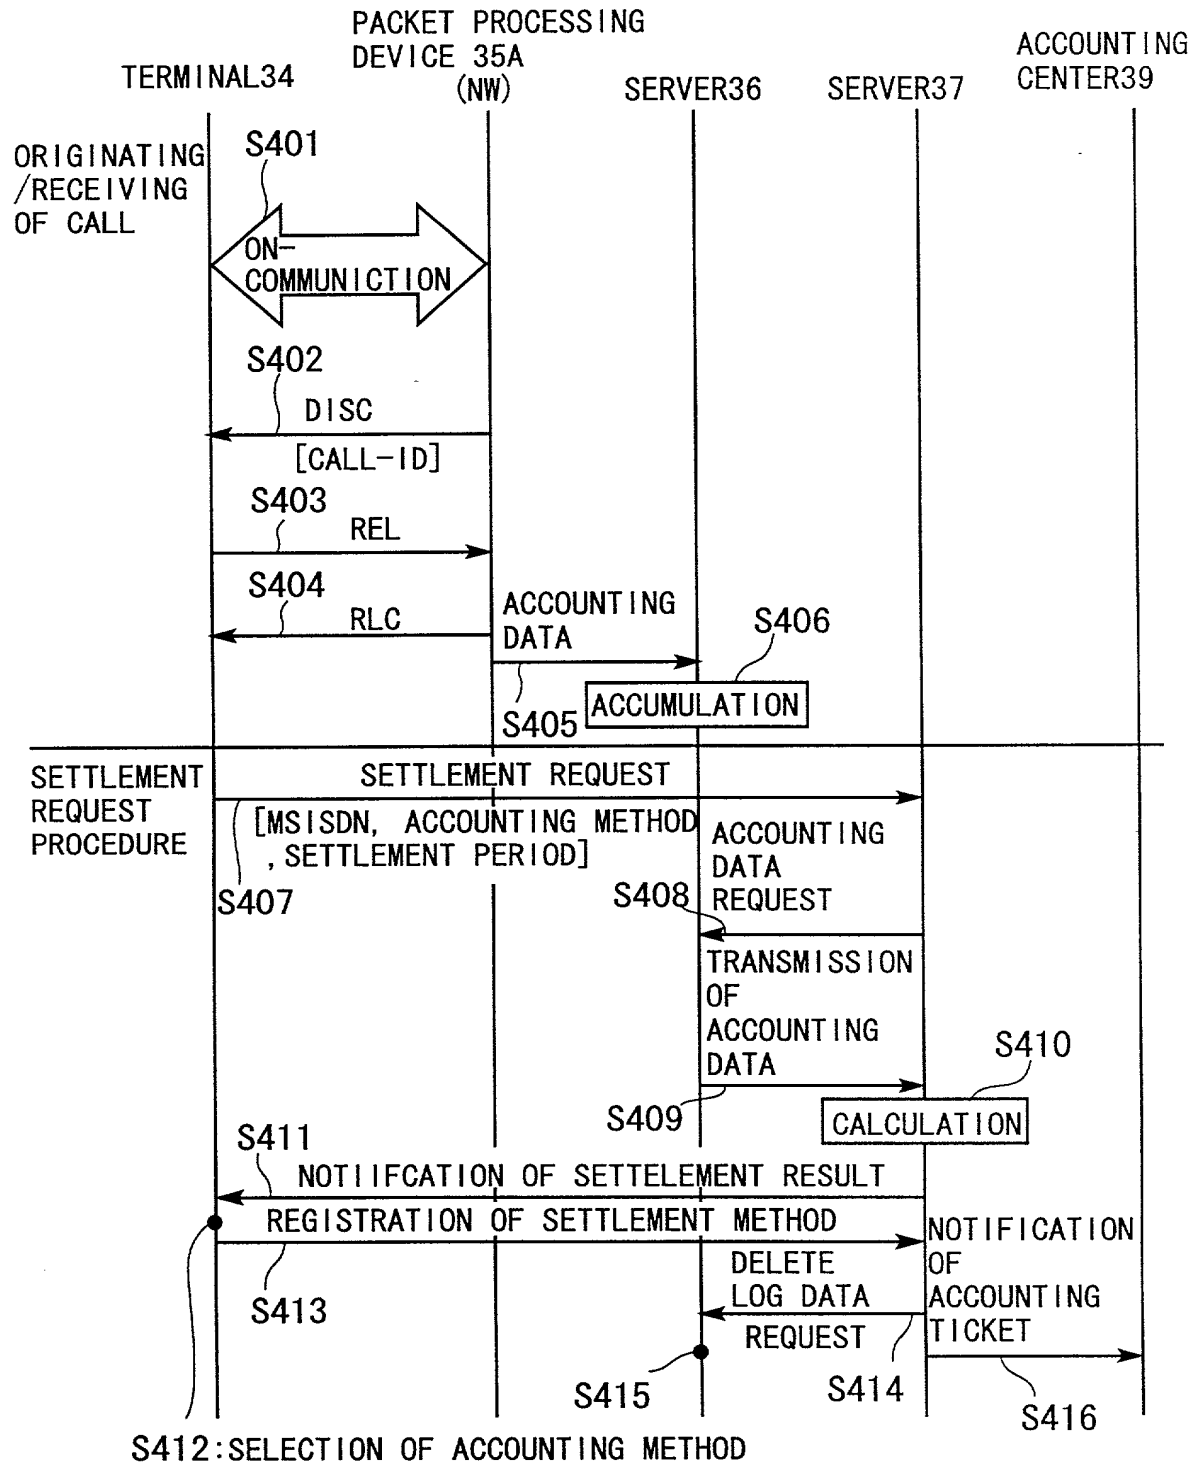 PACKET PROCESSING
DEVICE 35A
(NW)
TERMINAL34
SERVER36
SERVER37
ACCOUNTING
CENTER39
ORIGINATING
/RECEIVING
OF CALL
S401
ON-
COMMUNICTION
S402
DISC
[CALL-ID]
S403
REL
S404
RLC
ACCOUNTING
DATA
S405
S406
ACCUMULATION
SETTLEMENT
REQUEST
PROCEDURE
SETTLEMENT REQUEST
[MSISDN, ACCOUNTING METHOD
, SETTLEMENT PERIOD]
S407
ACCOUNTING
DATA
REQUEST
S408
TRANSMISSION
OF
ACCOUNTING
DATA
S409
S410
CALCULATION
S411
NOTIIFCATION OF SETTELEMENT RESULT
REGISTRATION OF SETTLEMENT METHOD
S413
DELETE
LOG DATA
REQUEST
NOTIFICATION
OF
ACCOUNTING
TICKET
S415
S414
S416
S412:SELECTION OF ACCOUNTING METHOD